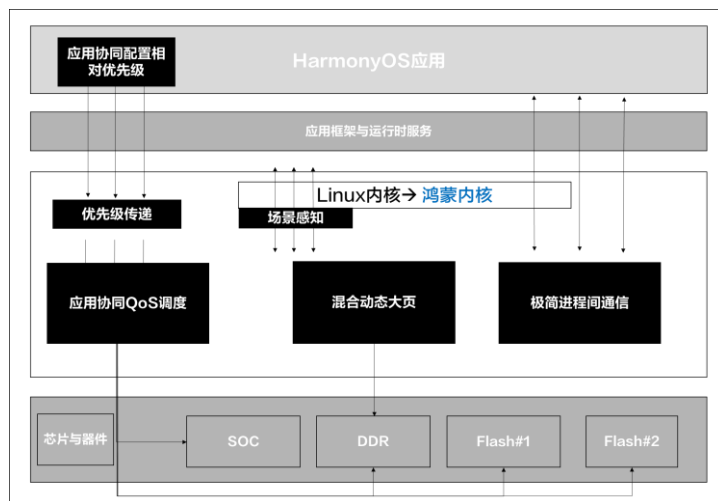 应用协同配置相
对优先级
HarmonyOS应用
应用框架与运行时服务
Linux内核→ 鸿蒙内核
优先级传递
场景感知
应用协同QoS调度
混合动态大页
极简进程间通信
芯片与器件
SOC
DDR
Flash#1
Flash#2